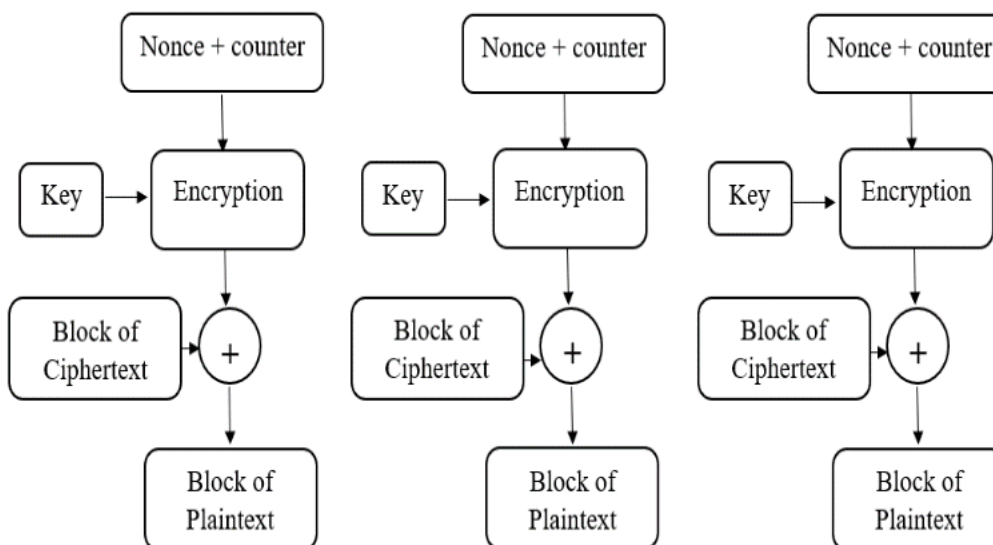 Nonce + counter
Nonce + counter
Nonce + counter
Key
Encryption
Key
Encryption
Key
Encryption
Block of
Ciphertext
+
Block of
Ciphertext
+
Block of
Ciphertext
+
Block of
Plaintext
Block of
Plaintext
Block of
Plaintext